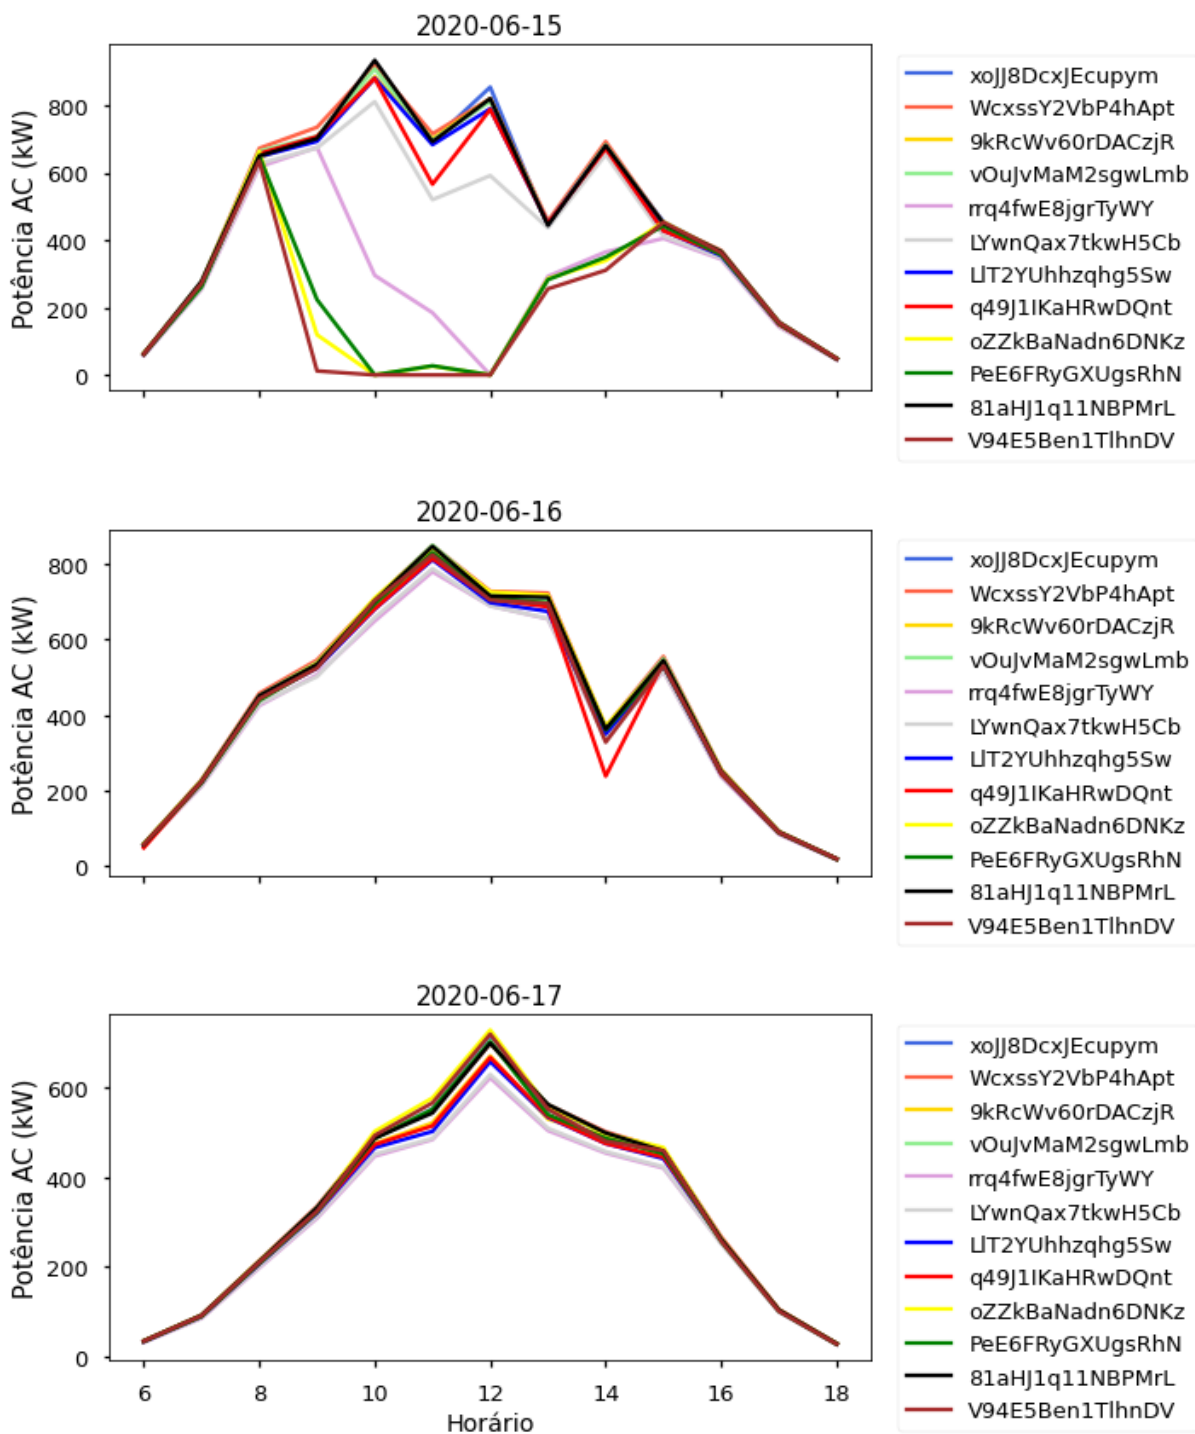 2020-06-15
Potência AC (kW)
800
600
400
200
0
xoJJ8DcxJEcupym
WcxssY2VbP4hApt
9kRcWv60rDACzjR
vOuJvMaM2sgwLmb
rrq4fwE8jgrTyWY
LYwnQax7tkwH5Cb
LlT2YUhhzqhg5Sw
q49J1IKaHRwDQnt
oZZkBaNadn6DNKz
PeE6FRyGXUgsRhN
81aHJ1q11NBPMrL
V94E5Ben1TlhnDV
2020-06-16
Potência AC (kW)
800
600
400
200
0
xoJJ8DcxJEcupym
WcxssY2VbP4hApt
9kRcWv60rDACzjR
vOuJvMaM2sgwLmb
rrq4fwE8jgrTyWY
LYwnQax7tkwH5Cb
LlT2YUhhzqhg5Sw
q49J1IKaHRwDQnt
oZZkBaNadn6DNKz
PeE6FRyGXUgsRhN
81aHJ1q11NBPMrL
V94E5Ben1TlhnDV
2020-06-17
Potência AC (kW)
600
400
200
0
6 8 10 12 14 16 18
Horário
xoJJ8DcxJEcupym
WcxssY2VbP4hApt
9kRcWv60rDACzjR
vOuJvMaM2sgwLmb
rrq4fwE8jgrTyWY
LYwnQax7tkwH5Cb
LlT2YUhhzqhg5Sw
q49J1IKaHRwDQnt
oZZkBaNadn6DNKz
PeE6FRyGXUgsRhN
81aHJ1q11NBPMrL
V94E5Ben1TlhnDV